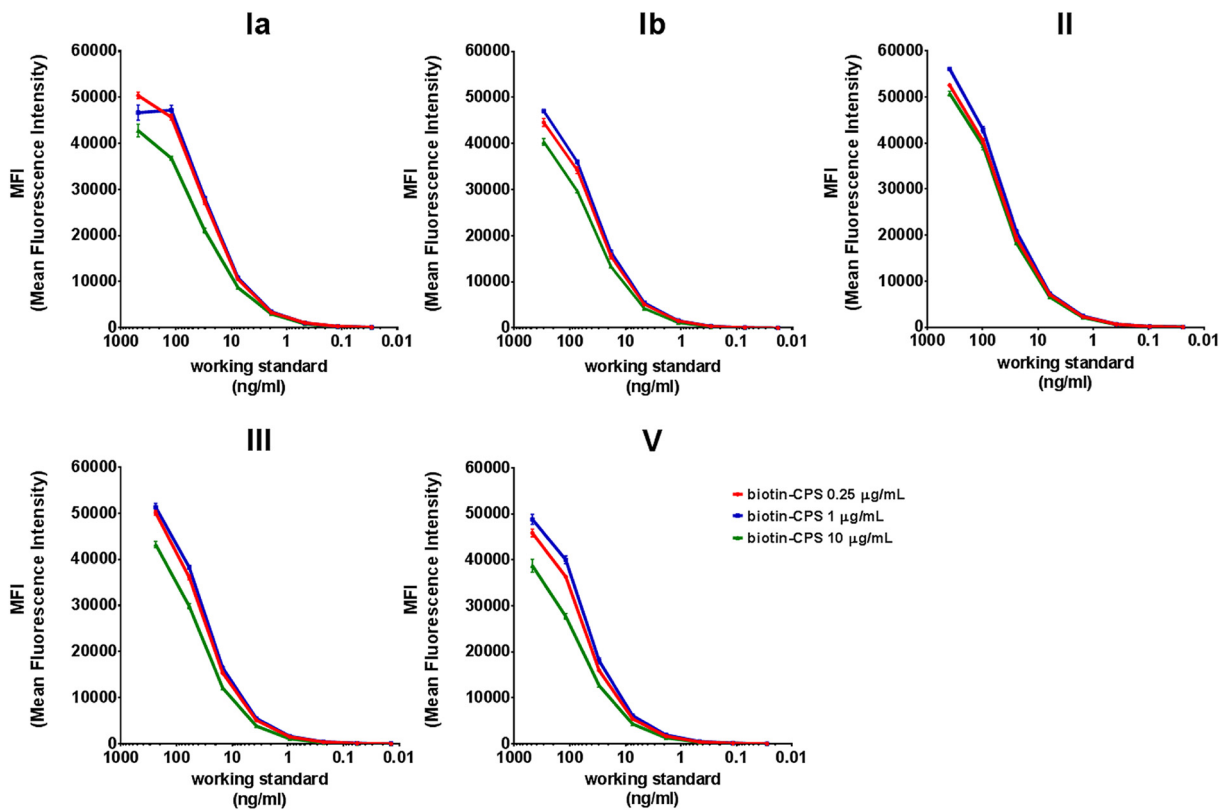 Ia
60000
50000
40000
30000
20000
10000
0
MFI
(Mean Fluorescence Intensity)
1000 100 10 1 0.1 0.01
working standard
(ng/ml)
Ib
60000
50000
40000
30000
20000
10000
0
MFI
(Mean Fluorescence Intensity)
1000 100 10 1 0.1 0.01
working standard
(ng/ml)
II
60000
50000
40000
30000
20000
10000
0
MFI
(Mean Fluorescence Intensity)
1000 100 10 1 0.1 0.01
working standard
(ng/ml)
III
60000
50000
40000
30000
20000
10000
0
MFI
(Mean Fluorescence Intensity)
1000 100 10 1 0.1 0.01
working standard
(ng/ml)
V
60000
50000
40000
30000
20000
10000
0
MFI
(Mean Fluorescence Intensity)
1000 100 10 1 0.1 0.01
working standard
(ng/ml)
biotin-CPS 0.25 μg/mL
biotin-CPS 1 μg/mL
biotin-CPS 10 μg/mL